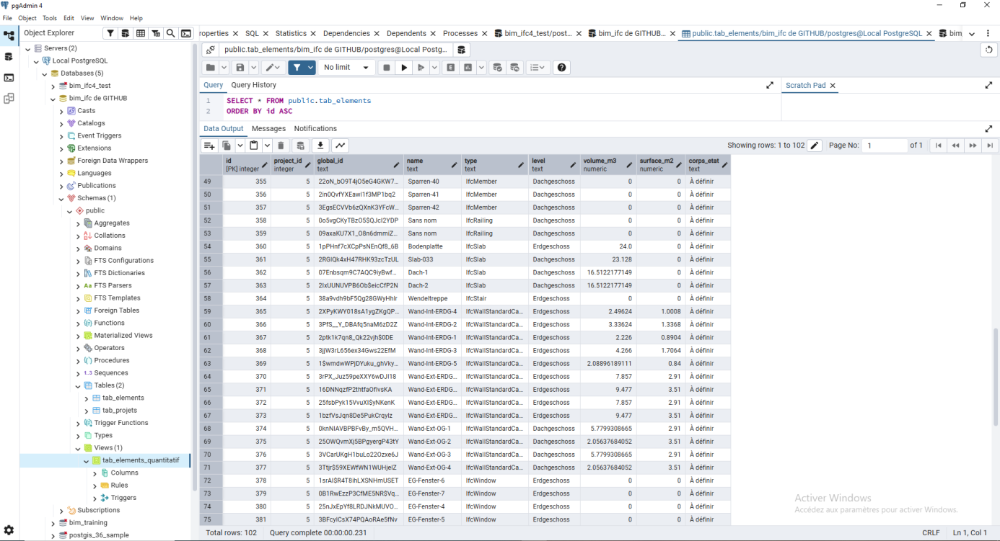 pgAdmin 4
File Object Tools Edit View Window Help
Object Explorer
roperties SQL Statistics Dependencies Dependents Processes bim_ifc4_test/post... bim_ifc de GITHUB... public.tab_elements/bim_ifc de GITHUB/postgres@Local PostgreSQL bim
Servers (2)
Local PostgreSQL
Databases (5)
bim_ifc4_test
bim_ifc de GITHUB
Casts
Catalogs
Event Triggers
Extensions
Foreign Data Wrappers
Languages
Publications
Schemas (1)
public
Aggregates
Collations
Domains
FTS Configurations
FTS Dictionaries
Aa FTS Parsers
FTS Templates
Foreign Tables
Functions
Materialized Views
Operators
Procedures
1..3 Sequences
Tables (2)
tab_elements
tab_projets
Trigger Functions
Types
Views (1)
tab_elements_quantitatif
Columns
Rules
Triggers
Subscriptions
bim_training
postgis_36_sample
public.tab_elements/bim_ifc de GITHUB/postgres@Local Postg...
No limit
Query Query History
Scratch Pad
1 SELECT * FROM public.tab_elements
2 ORDER BY id ASC
Data Output Messages Notifications
Showing rows: 1 to 102 Page No: 1 of 1
id project_id global_id name type level volume_m3 surface_m2 corps_etat
[PK] integer integer text text text text numeric numeric text
49 355 5 22oN_bO9T4jO5eG4GKW7... Sparren-40 IfcMember Dachgeschoss 0 0 À définir
50 356 5 2in0QvfYXEawI1f3MP1bq2 Sparren-41 IfcMember Dachgeschoss 0 0 À définir
51 357 5 3EgsECVVb6zQXnK3YFcW... Sparren-42 IfcMember Dachgeschoss 0 0 À définir
52 358 5 0o5vgCKyTBzO5$QJcI2YDP Sans nom IfcRailing Dachgeschoss 0 0 À définir
53 359 5 09axaKU7X1_O8n6dmmiZ... Sans nom IfcRailing Dachgeschoss 0 0 À définir
54 360 5 1pPHnf7cXCpPsNEnQf8_6B Bodenplatte IfcSlab Erdgeschoss 24.0 0 À définir
55 361 5 2RGIQk4xH47RHK93zcTzUL Slab-033 IfcSlab Dachgeschoss 23.128 0 À définir
56 362 5 07Enbsqm9C7AQC9iyBwf... Dach-1 IfcSlab Dachgeschoss 16.5122177149 0 À définir
57 363 5 2IxUUNUVPB6Ob$eicCfP2N Dach-2 IfcSlab Dachgeschoss 16.5122177149 0 À définir
58 364 5 38a9vdh9bF5Qg28GWyHhIr Wendeltreppe IfcStair Erdgeschoss 0 0 À définir
59 365 5 2XPyKWY018sA1ygZKgQP... Wand-Int-ERDG-4 IfcWallStandardCa... Erdgeschoss 2.49624 1.0008 À définir
60 366 5 3PfS__Y_DBAfq5naM6zD2Z Wand-Int-ERDG-2 IfcWallStandardCa... Erdgeschoss 3.33624 1.3368 À définir
61 367 5 2ptk1k7qn8_Qk22vjh$0DE Wand-Int-ERDG-1 IfcWallStandardCa... Erdgeschoss 2.226 0.8904 À définir
62 368 5 3jjW3rL656ex34Gws22EfM Wand-Int-ERDG-3 IfcWallStandardCa... Erdgeschoss 4.266 1.7064 À définir
63 369 5 1$wmdwWPjDYuku_ghVky... Wand-Int-ERDG-5 IfcWallStandardCa... Erdgeschoss 2.08896189111 0.84 À définir
64 370 5 3rPX_Juz59peXXY6wDJl18 Wand-Ext-ERDG... IfcWallStandardCa... Erdgeschoss 7.857 2.91 À définir
65 371 5 16DNNqzfP2thtfaOflvsKA Wand-Ext-ERDG... IfcWallStandardCa... Erdgeschoss 9.477 3.51 À définir
66 372 5 25fsbPyk15VvuXI$yNKenK Wand-Ext-ERDG... IfcWallStandardCa... Erdgeschoss 7.857 2.91 À définir
67 373 5 1bzfVsJqn8De5PukCrqylz Wand-Ext-ERDG... IfcWallStandardCa... Erdgeschoss 9.477 3.51 À définir
68 374 5 0knNIAVBPBFvBy_m5QVH... Wand-Ext-OG-1 IfcWallStandardCa... Dachgeschoss 5.7799308665 2.91 À définir
69 375 5 25OWQvmXj5BPgyergP43tY Wand-Ext-OG-2 IfcWallStandardCa... Dachgeschoss 2.05637684052 3.51 À définir
70 376 5 3VCarUKgH1buLo22Ozxe6J Wand-Ext-OG-3 IfcWallStandardCa... Dachgeschoss 5.7799308665 2.91 À définir
71 377 5 3Ttjr$59XEWfWN1WUHjeIZ Wand-Ext-OG-4 IfcWallStandardCa... Dachgeschoss 2.05637684052 3.51 À définir
72 378 5 1srAI$R4T8ihLXSNHmUSET EG-Fenster-6 IfcWindow Erdgeschoss 0 0 À définir
73 379 5 0B1RwEzzP3CfME5NR$Vq... EG-Fenster-7 IfcWindow Erdgeschoss 0 0 À définir
74 380 5 25nJxEpYf8LRDJNkMUVO... EG-Fenster-4 IfcWindow Erdgeschoss 0 0 À définir
75 381 5 3BFcyICsX74PQAoRAe5fNv EG-Fenster-5 IfcWindow Erdgeschoss 0 0 À définir
Activer Windows
Accédez aux paramètres pour activer Windows.
Total rows: 102 Query complete 00:00:00.231 CRLF Ln 1, Col 1